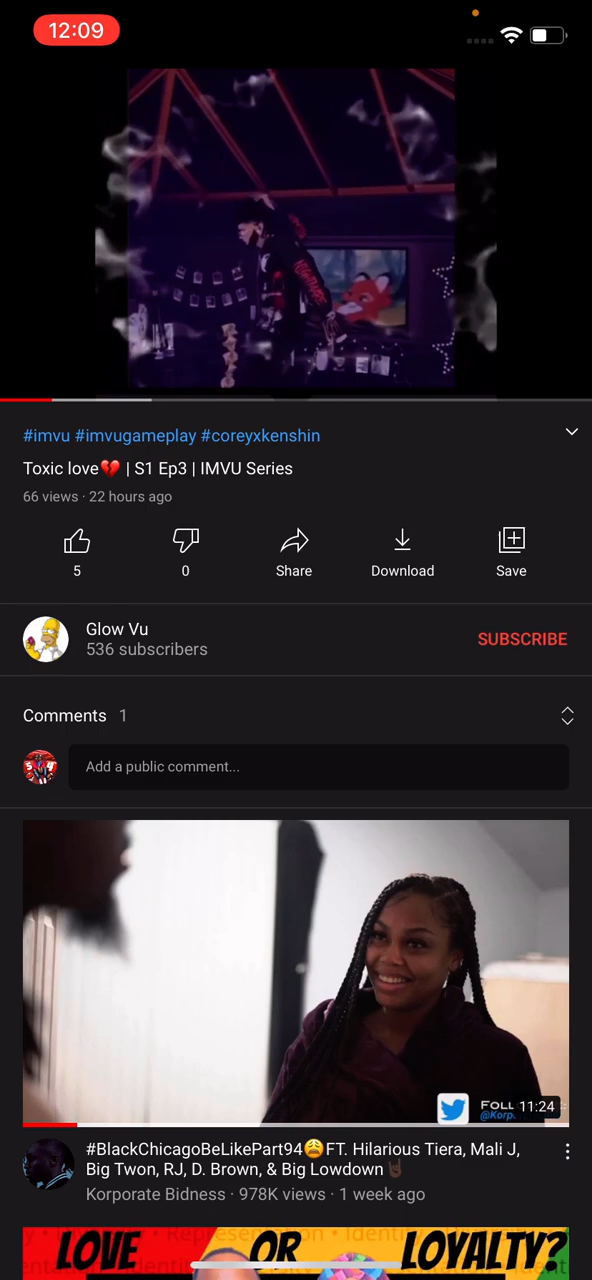 12:09
#imvu #imvugameplay #coreyxkenshin
Toxic love💔 | S1 Ep3 | IMVU Series
66 views · 22 hours ago
5
0
Share
Download
Save
Glow Vu
536 subscribers
SUBSCRIBE
Comments 1
Add a public comment...
FOLL
@Korp.
11:24
#BlackChicagoBeLikePart94😩FT. Hilarious Tiera, Mali J,
Big Twon, RJ, D. Brown, & Big Lowdown🤘🏿
Korporate Bidness · 978K views · 1 week ago
Representation • Identity
LOVE OR LOYALTY?